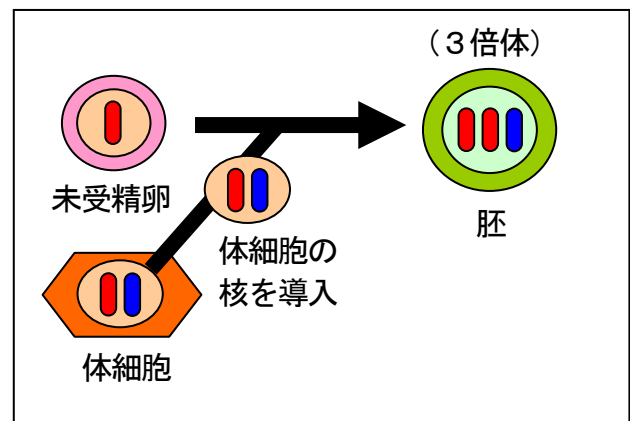 （３倍体）
未受精卵
胚
体細胞の
核を導入
体細胞